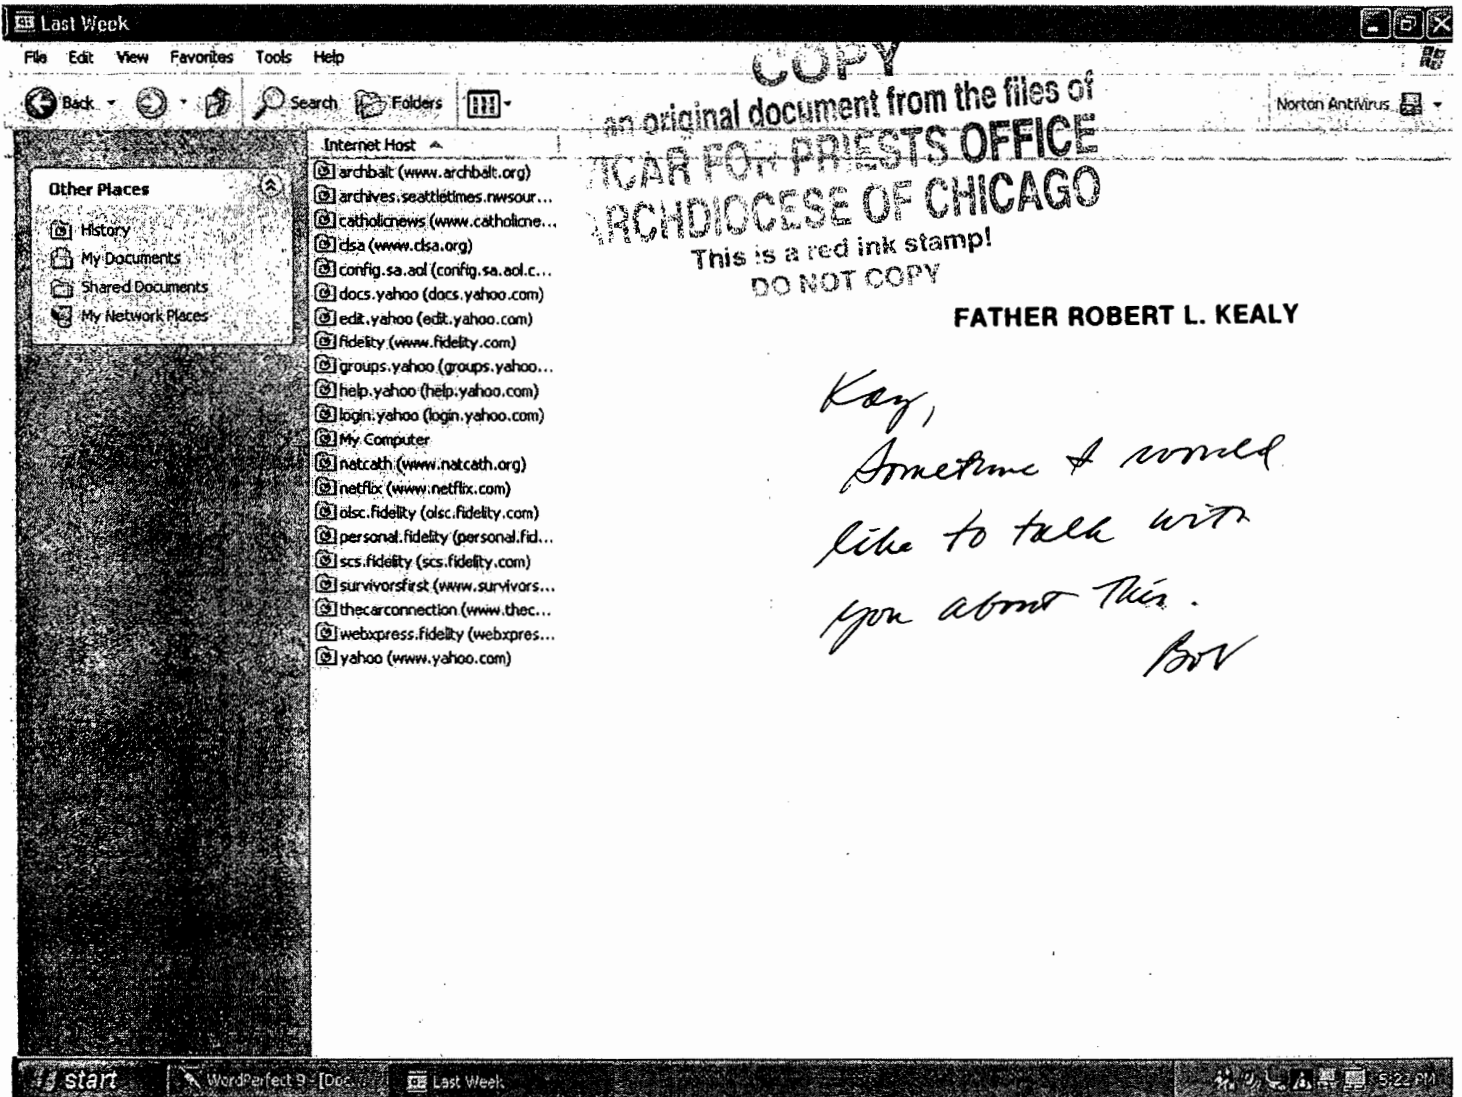 Last Week
File Edit View Favorites Tools Help
Back Search Folders Norton AntiVirus
COPY
an original document from the files of
ICAR FOR PRIESTS OFFICE
ARCHDIOCESE OF CHICAGO
This is a red ink stamp!
DO NOT COPY
Other Places
History
My Documents
Shared Documents
My Network Places
Internet Host
archbalt (www.archbalt.org)
archives.seattletimes.nwsour...
catholicnews (www.catholicne...
clsa (www.clsa.org)
config.sa.aol (config.sa.aol.c...
docs.yahoo (docs.yahoo.com)
edit.yahoo (edit.yahoo.com)
fidelity (www.fidelity.com)
groups.yahoo (groups.yahoo...
help.yahoo (help.yahoo.com)
login.yahoo (login.yahoo.com)
My Computer
natcath (www.natcath.org)
netflix (www.netflix.com)
olsc.fidelity (olsc.fidelity.com)
personal.fidelity (personal.fid...
scs.fidelity (scs.fidelity.com)
survivorsfirst (www.survivors...
thecarconnection (www.thec...
webxpress.fidelity (webxpres...
yahoo (www.yahoo.com)
FATHER ROBERT L. KEALY
Kay,
Sometime I would
like to talk with
you about this.
Bob
start WordPerfect 9 - [Doc... Last Week 5:22 PM